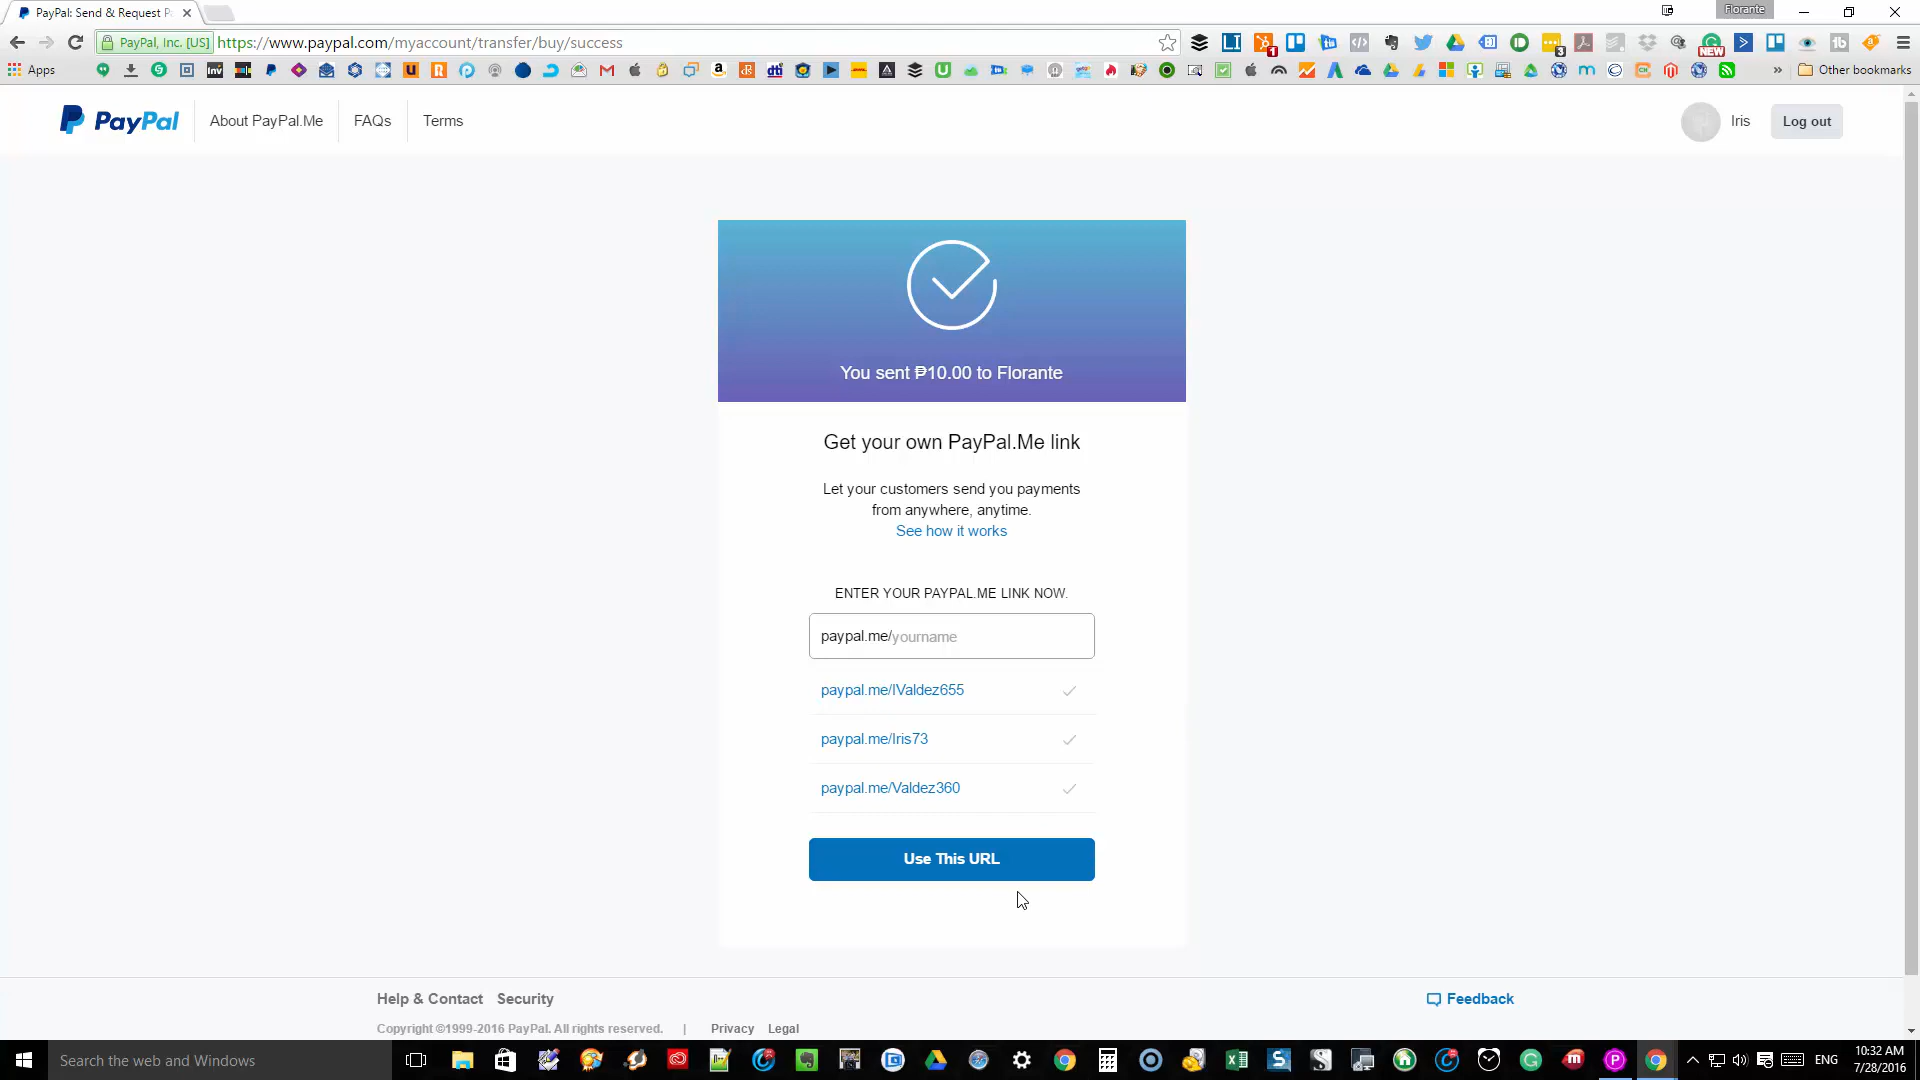 PayPal: Send & Request P
Florante
PayPal, Inc. [US]
https://www.paypal.com/myaccount/transfer/buy/success
Apps
Other bookmarks
PayPal
About PayPal.Me
FAQs
Terms
Iris
Log out
You sent ₱10.00 to Florante
Get your own PayPal.Me link
Let your customers send you payments
from anywhere, anytime.
See how it works
ENTER YOUR PAYPAL.ME LINK NOW.
paypal.me/yourname
paypal.me/IValdez655
paypal.me/Iris73
paypal.me/Valdez360
Use This URL
Help & Contact
Security
Feedback
Copyright ©1999-2016 PayPal. All rights reserved. |
Privacy
Legal
Search the web and Windows
ENG
10:32 AM
7/28/2016